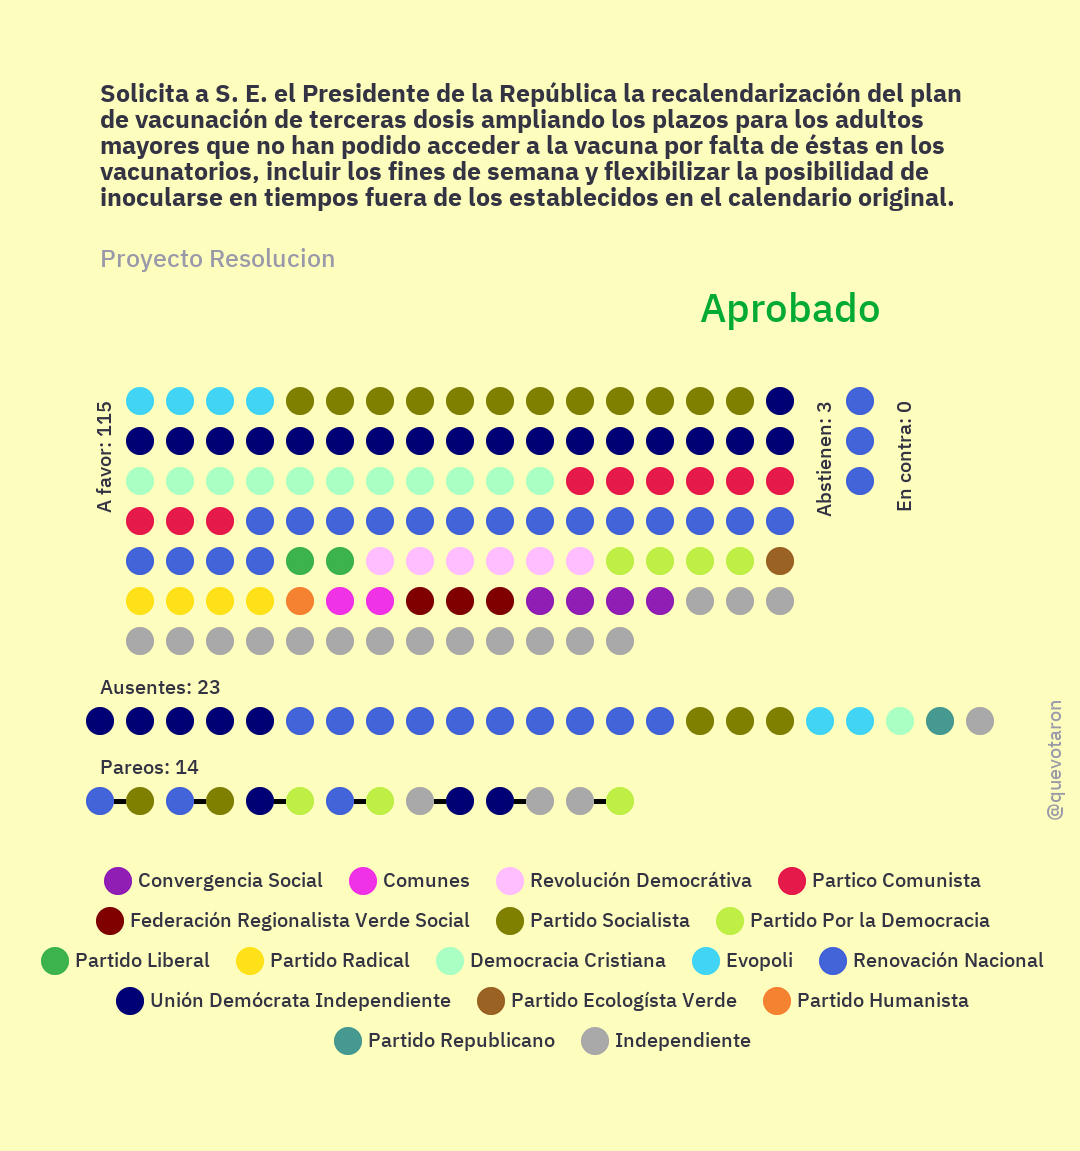 Solicita a S. E. el Presidente de la República la recalendarización del plan
de vacunación de terceras dosis ampliando los plazos para los adultos
mayores que no han podido acceder a la vacuna por falta de éstas en los
vacunatorios, incluir los fines de semana y flexibilizar la posibilidad de
inocularse en tiempos fuera de los establecidos en el calendario original.
Proyecto Resolucion
Aprobado
A favor: 115
Abstienen: 3
En contra: 0
Ausentes: 23
Pareos: 14
@quevotaron
Convergencia Social Comunes Revolución Democrátiva Partico Comunista
Federación Regionalista Verde Social Partido Socialista Partido Por la Democracia
Partido Liberal Partido Radical Democracia Cristiana Evopoli Renovación Nacional
Unión Demócrata Independiente Partido Ecologísta Verde Partido Humanista
Partido Republicano Independiente